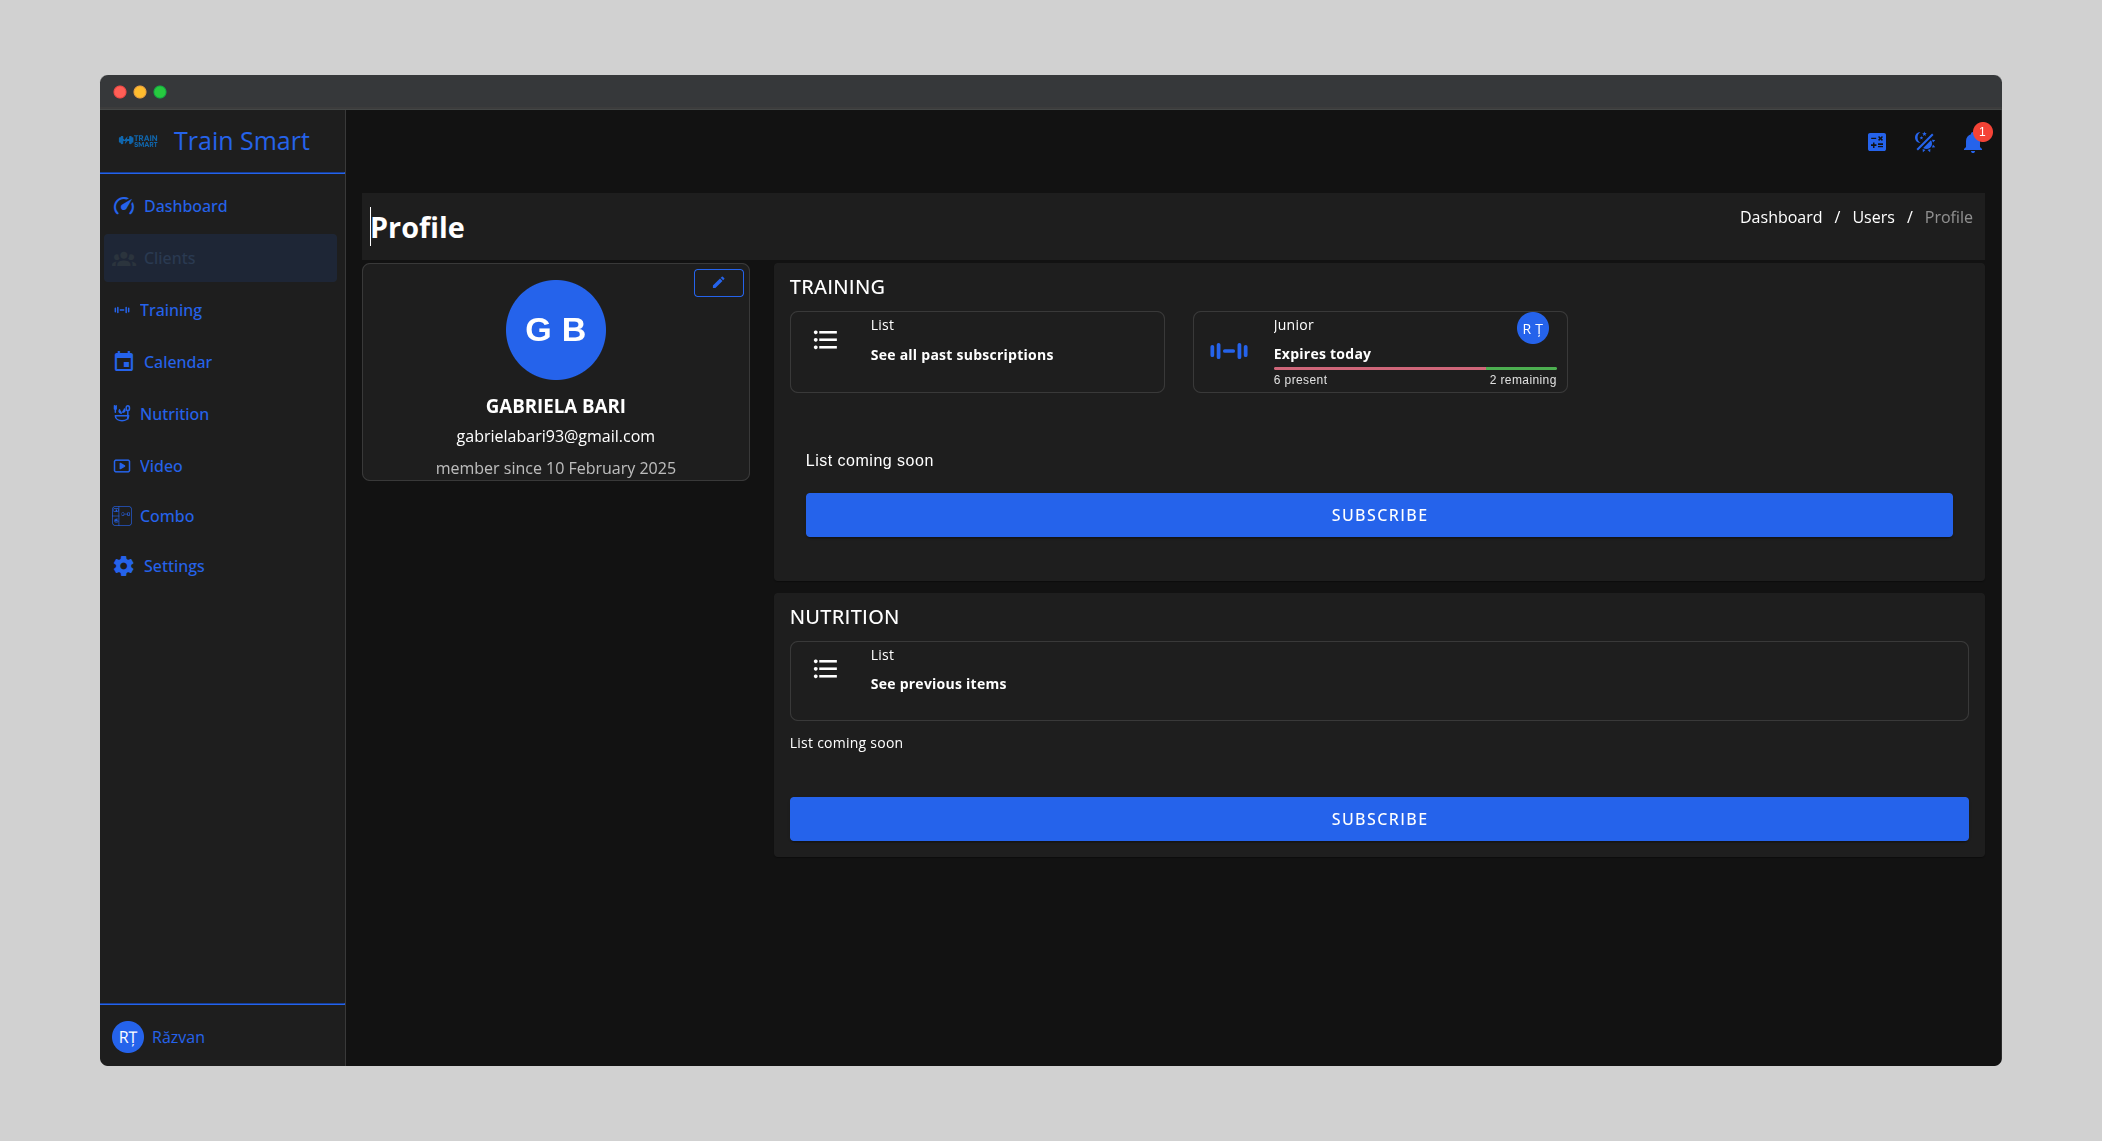 TRAIN
SMART
Train Smart
1
Dashboard
Clients
Training
Calendar
Nutrition
Video
Combo
Settings
RȚ Răzvan
Profile
Dashboard / Users / Profile
G B
GABRIELA BARI
gabrielabari93@gmail.com
member since 10 February 2025
TRAINING
List
See all past subscriptions
Junior
R Ț
Expires today
6 present 2 remaining
List coming soon
SUBSCRIBE
NUTRITION
List
See previous items
List coming soon
SUBSCRIBE